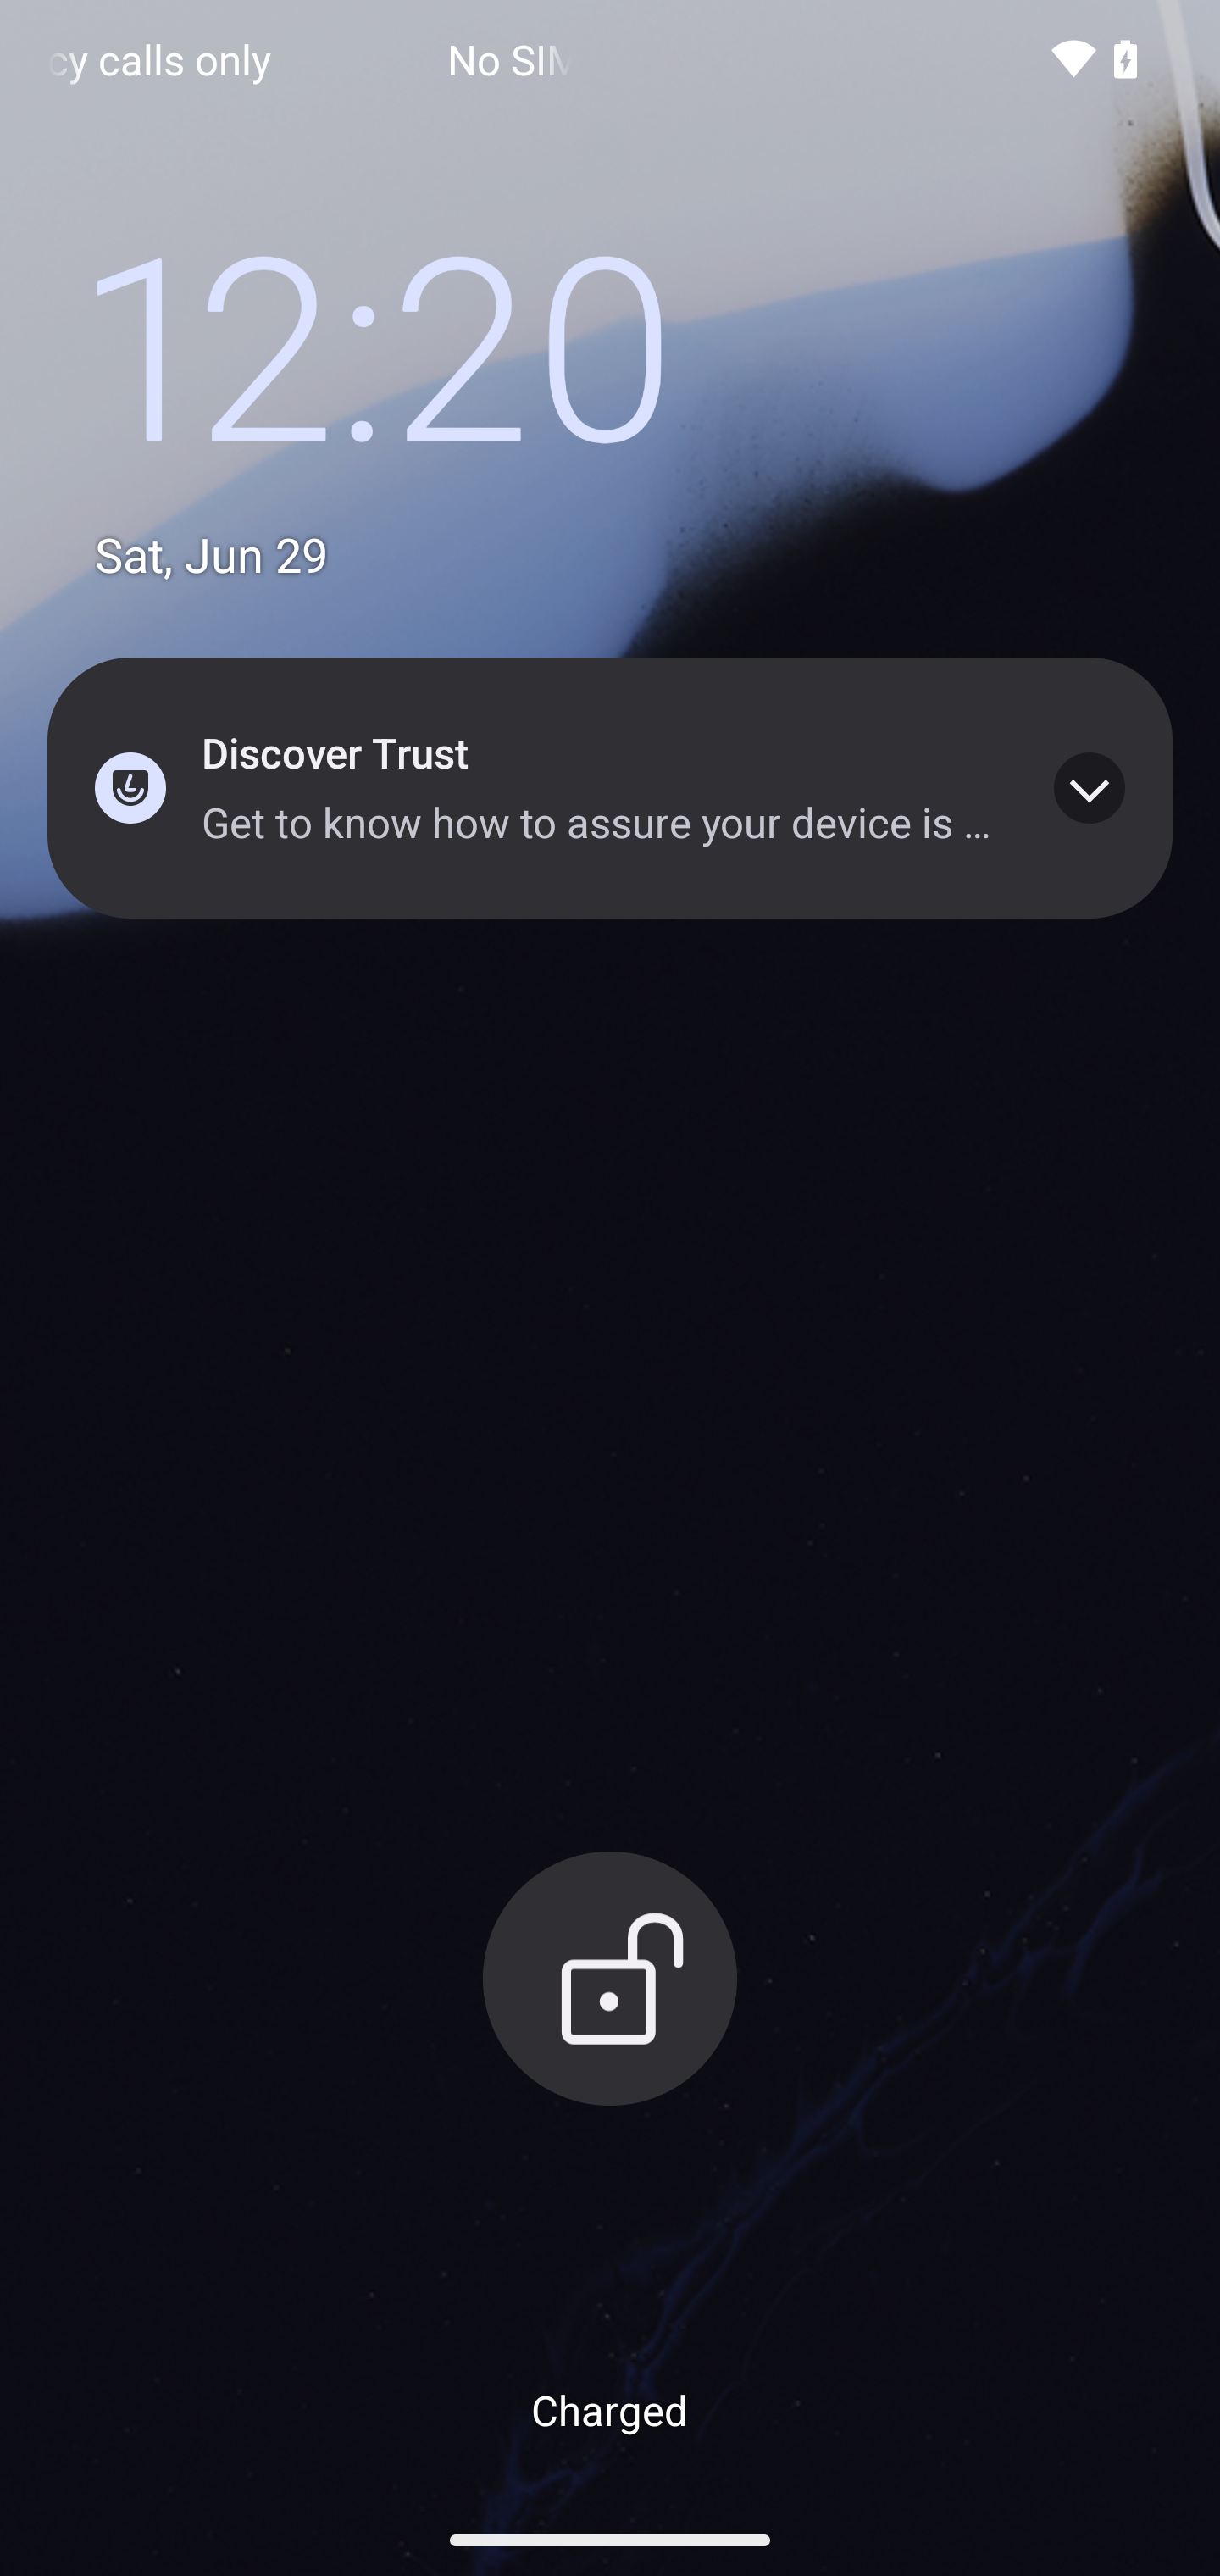 cy calls only No SIM
12:20
Sat, Jun 29
Discover Trust
Get to know how to assure your device is …
Charged